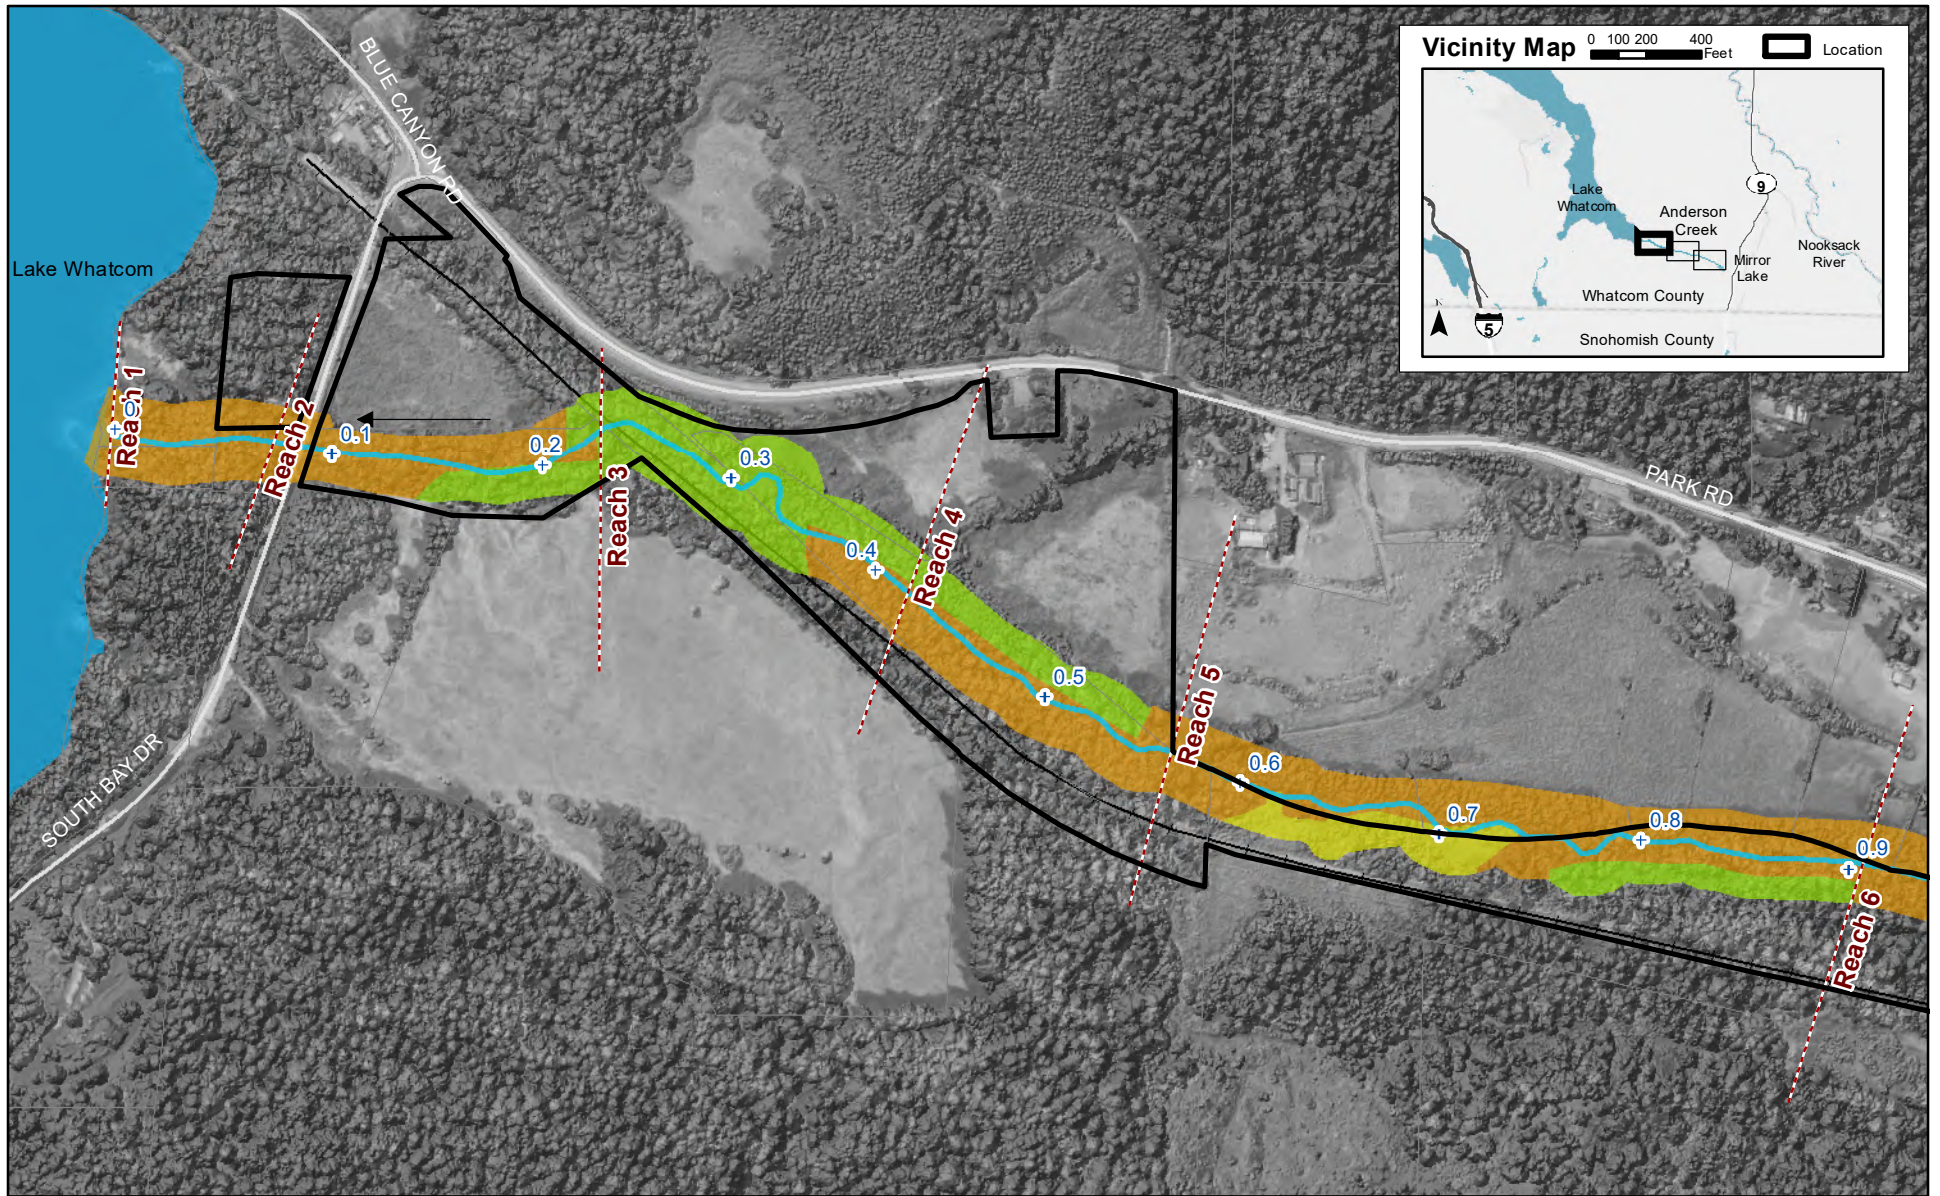 Vicinity Map
0 100 200 400
Feet
Location
Lake
Whatcom
Anderson
Creek
9
Mirror
Lake
Nooksack
River
Whatcom County
5
Snohomish County
BLUE CANYON RD
Lake Whatcom
Reach 1
0
Reach 2
0.1
0.2
Reach 3
0.3
0.4
Reach 4
0.5
Reach 5
0.6
0.7
0.8
0.9
Reach 6
PARK RD
SOUTH BAY DR